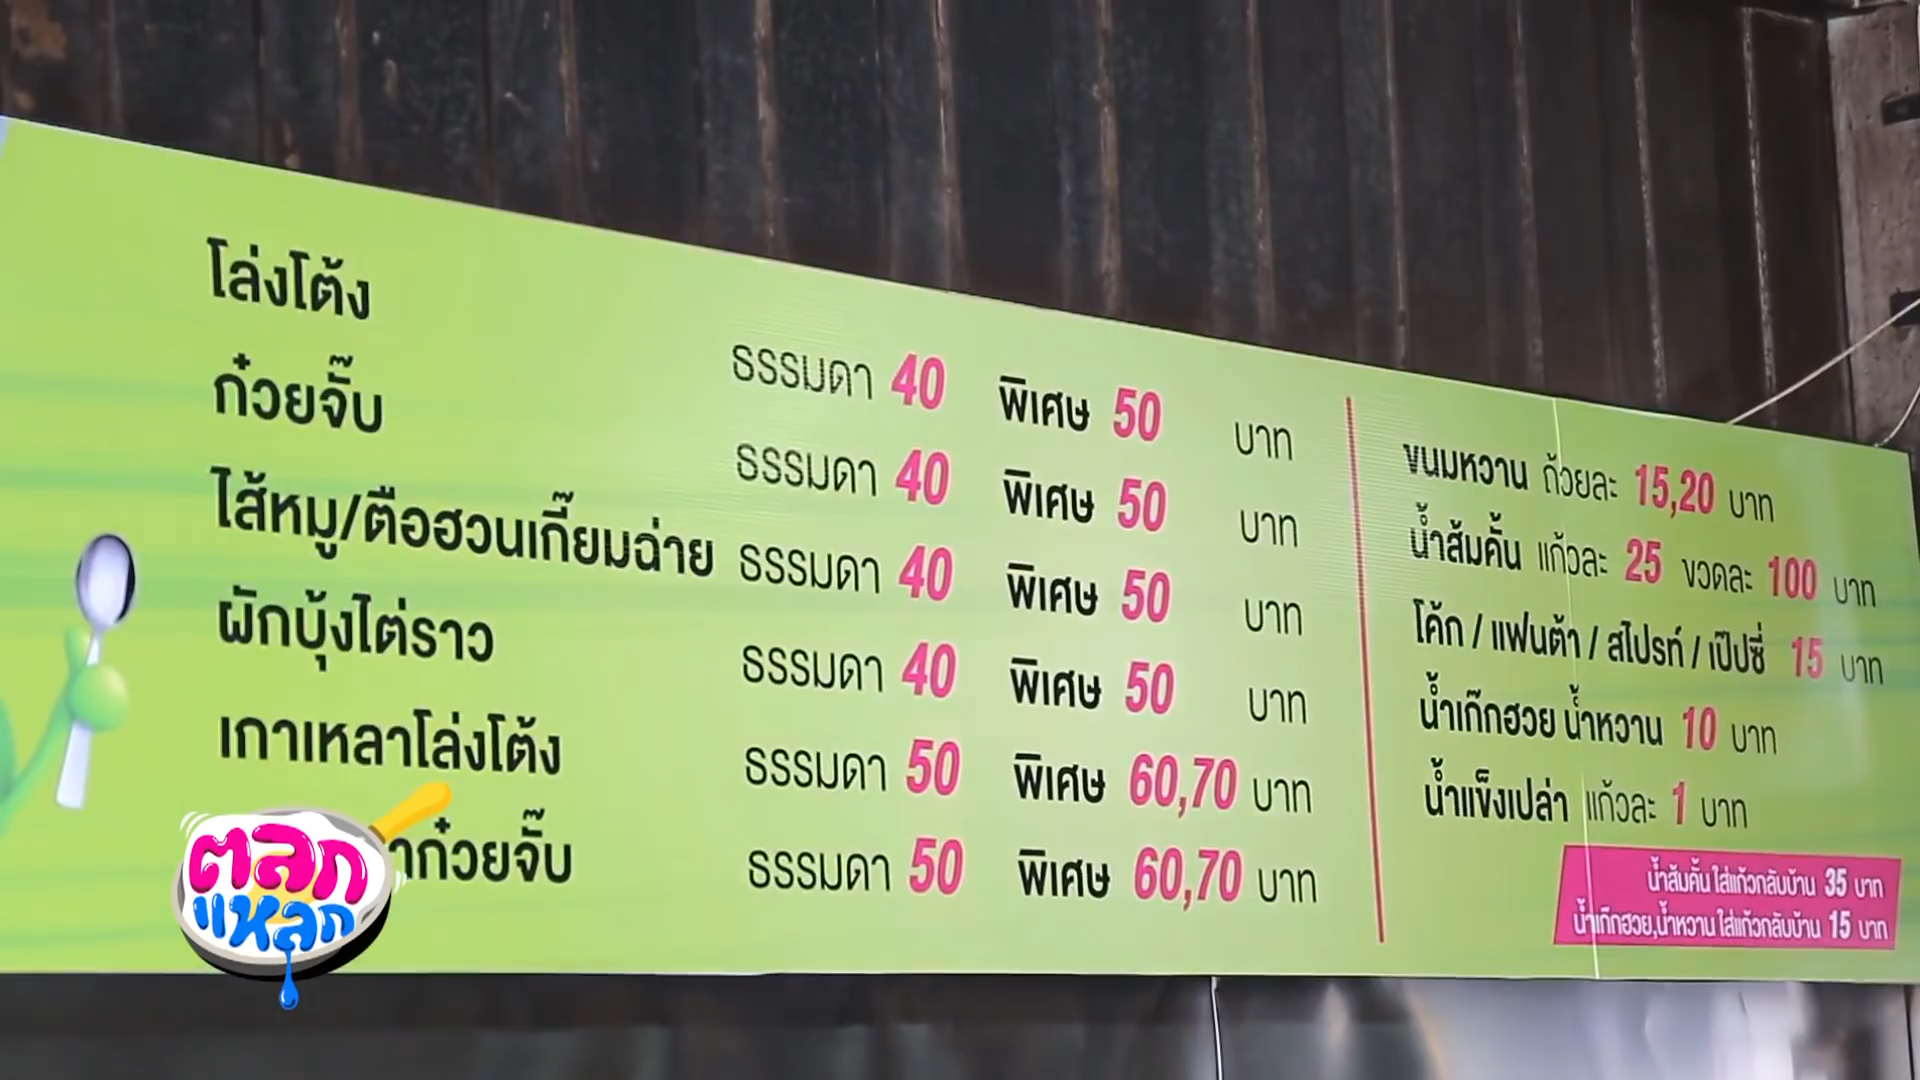 โล่งโต้ง ธรรมดา 40 พิเศษ 50 บาท
ก๋วยจั๊บ ธรรมดา 40 พิเศษ 50 บาท
ไส้หมู/ตือฮวนเกี๊ยมฉ่าย ธรรมดา 40 พิเศษ 50 บาท
ผักบุ้งไต่ราว ธรรมดา 40 พิเศษ 50 บาท
เกาเหลาโล่งโต้ง ธรรมดา 50 พิเศษ 60,70 บาท
าก๋วยจั๊บ ธรรมดา 50 พิเศษ 60,70 บาท
ขนมหวาน ถ้วยละ 15,20 บาท
น้ำส้มคั้น แก้วละ 25 ขวดละ 100 บาท
โค้ก / แฟนต้า / สไปรท์ / เป๊ปซี่ 15 บาท
น้ำเก๊กฮวย น้ำหวาน 10 บาท
น้ำแข็งเปล่า แก้วละ 1 บาท
น้ำส้มคั้น ใส่แก้วกลับบ้าน 35 บาท
น้ำเก๊กฮวย,น้ำหวาน ใส่แก้วกลับบ้าน 15 บาท
ตลก
แหลก